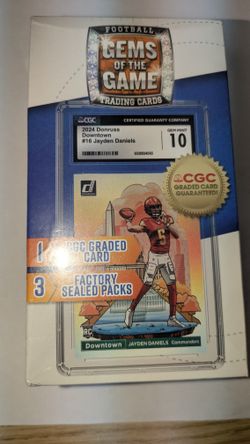 FOOTBALL
GEMS
OF THE
GAME
TRADING CARDS
CGC
CERTIFIED GUARANTY COMPANY
2024 Donruss
Downtown
#16 Jayden Daniels
GEM MINT
10
CGC
GRADED CARD
GUARANTEED!
1 CGC GRADED
CARD
3 FACTORY
SEALED PACKS
D
5
Downtown JAYDEN DANIELS Commanders